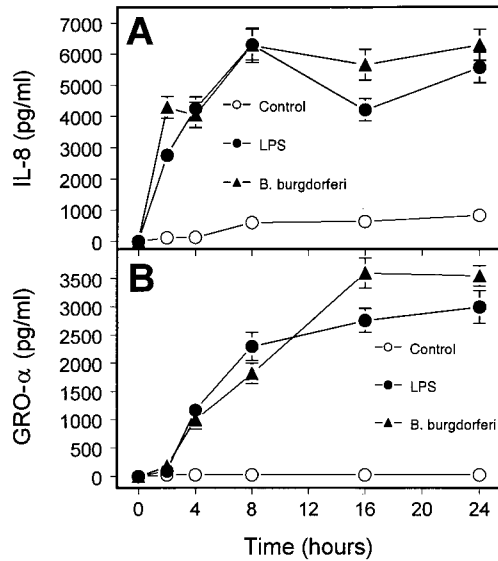 A
IL-8 (pg/ml)
7000
6000
5000
4000
3000
2000
1000
0
Control
LPS
B. burgdorferi
B
GRO-α (pg/ml)
3500
3000
2500
2000
1500
1000
500
0
Control
LPS
B. burgdorferi
0 4 8 12 16 20 24
Time (hours)